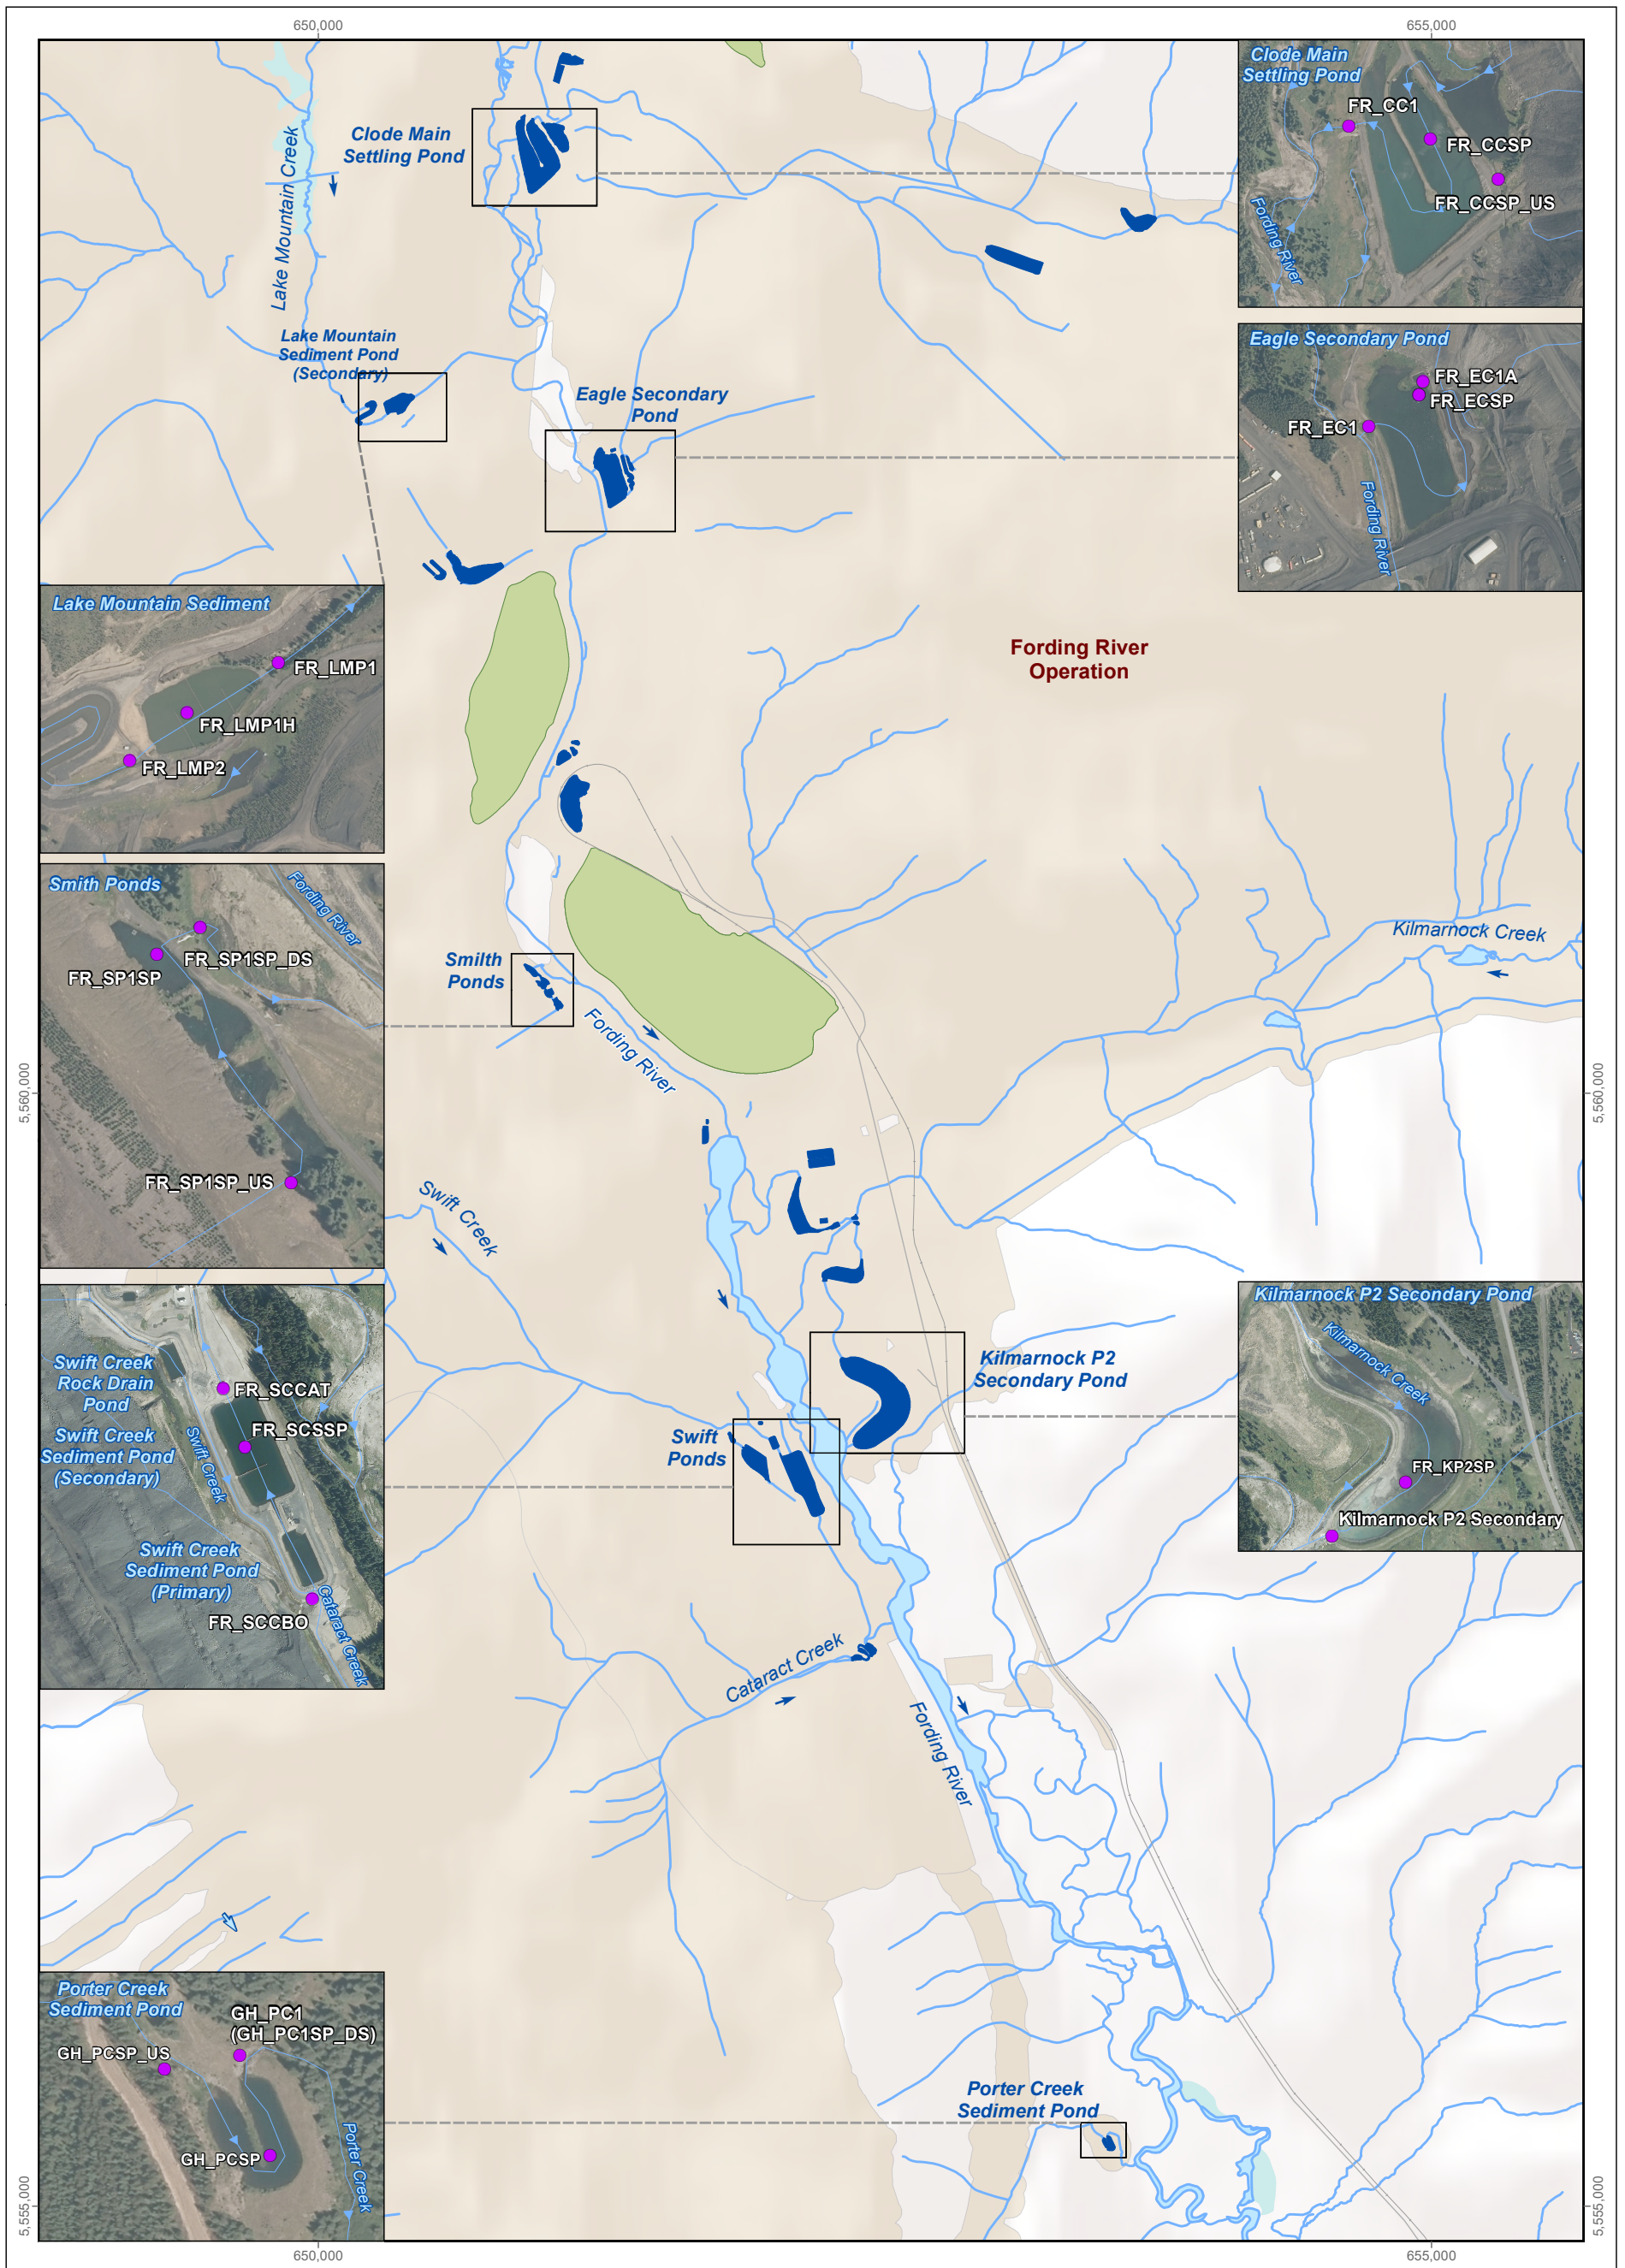 650,000
655,000
Clode Main
Settling Pond
FR_CC1
FR_CCSP
FR_CCSP_US
Fording River
Clode Main
Settling Pond
Lake Mountain Creek
Lake Mountain
Sediment Pond
(Secondary)
Eagle Secondary
Pond
Eagle Secondary Pond
FR_EC1A
FR_ECSP
FR_EC1
Fording River
Lake Mountain Sediment
FR_LMP1
FR_LMP1H
FR_LMP2
Fording River
Operation
Smith Ponds
Fording River
FR_SP1SP_DS
FR_SP1SP
FR_SP1SP_US
Smilth
Ponds
Fording River
Kilmarnock Creek
5,560,000
5,560,000
Swift Creek
Swift Creek
Rock Drain
Pond
FR_SCCAT
FR_SCSSP
Swift Creek
Sediment Pond
(Secondary)
Swift Creek
Swift Creek
Sediment Pond
(Primary)
FR_SCCBO
Cataract Creek
Kilmarnock P2
Secondary Pond
Swift
Ponds
Kilmarnock P2 Secondary Pond
Kilmarnock Creek
FR_KP2SP
Kilmarnock P2 Secondary
Cataract Creek
Fording River
Porter Creek
Sediment Pond
GH_PC1
(GH_PC1SP_DS)
GH_PCSP_US
GH_PCSP
Porter Creek
Porter Creek
Sediment Pond
5,555,000
5,555,000
650,000
655,000